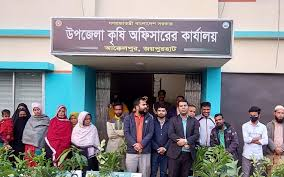 গণপ্রজাতন্ত্রী বাংলাদেশ সরকার
উপজেলা কৃষি অফিসারের কার্যালয়
আক্কেলপুর, জয়পুরহাট